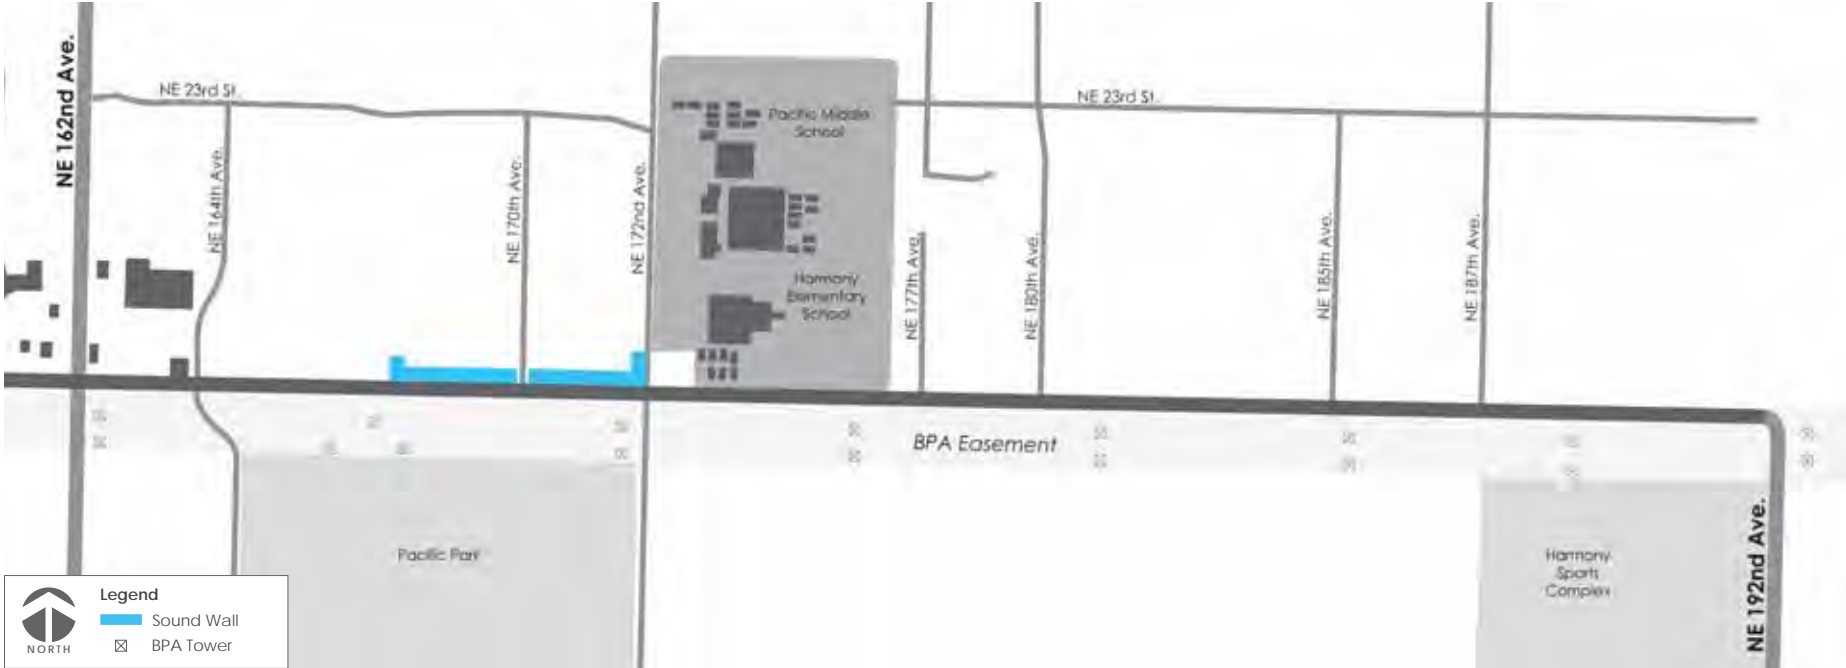 NE 162nd Ave.
NE 23rd St.
NE 164th Ave.
NE 170th Ave.
NE 172nd Ave.
Pacific Middle
School
Harmony
Elementary
School
NE 23rd St.
NE 177th Ave.
NE 180th Ave.
NE 185th Ave.
NE 187th Ave.
BPA Easement
Pacific Park
Harmony
Sports
Complex
NE 192nd Ave.
NORTH
Legend
Sound Wall
BPA Tower